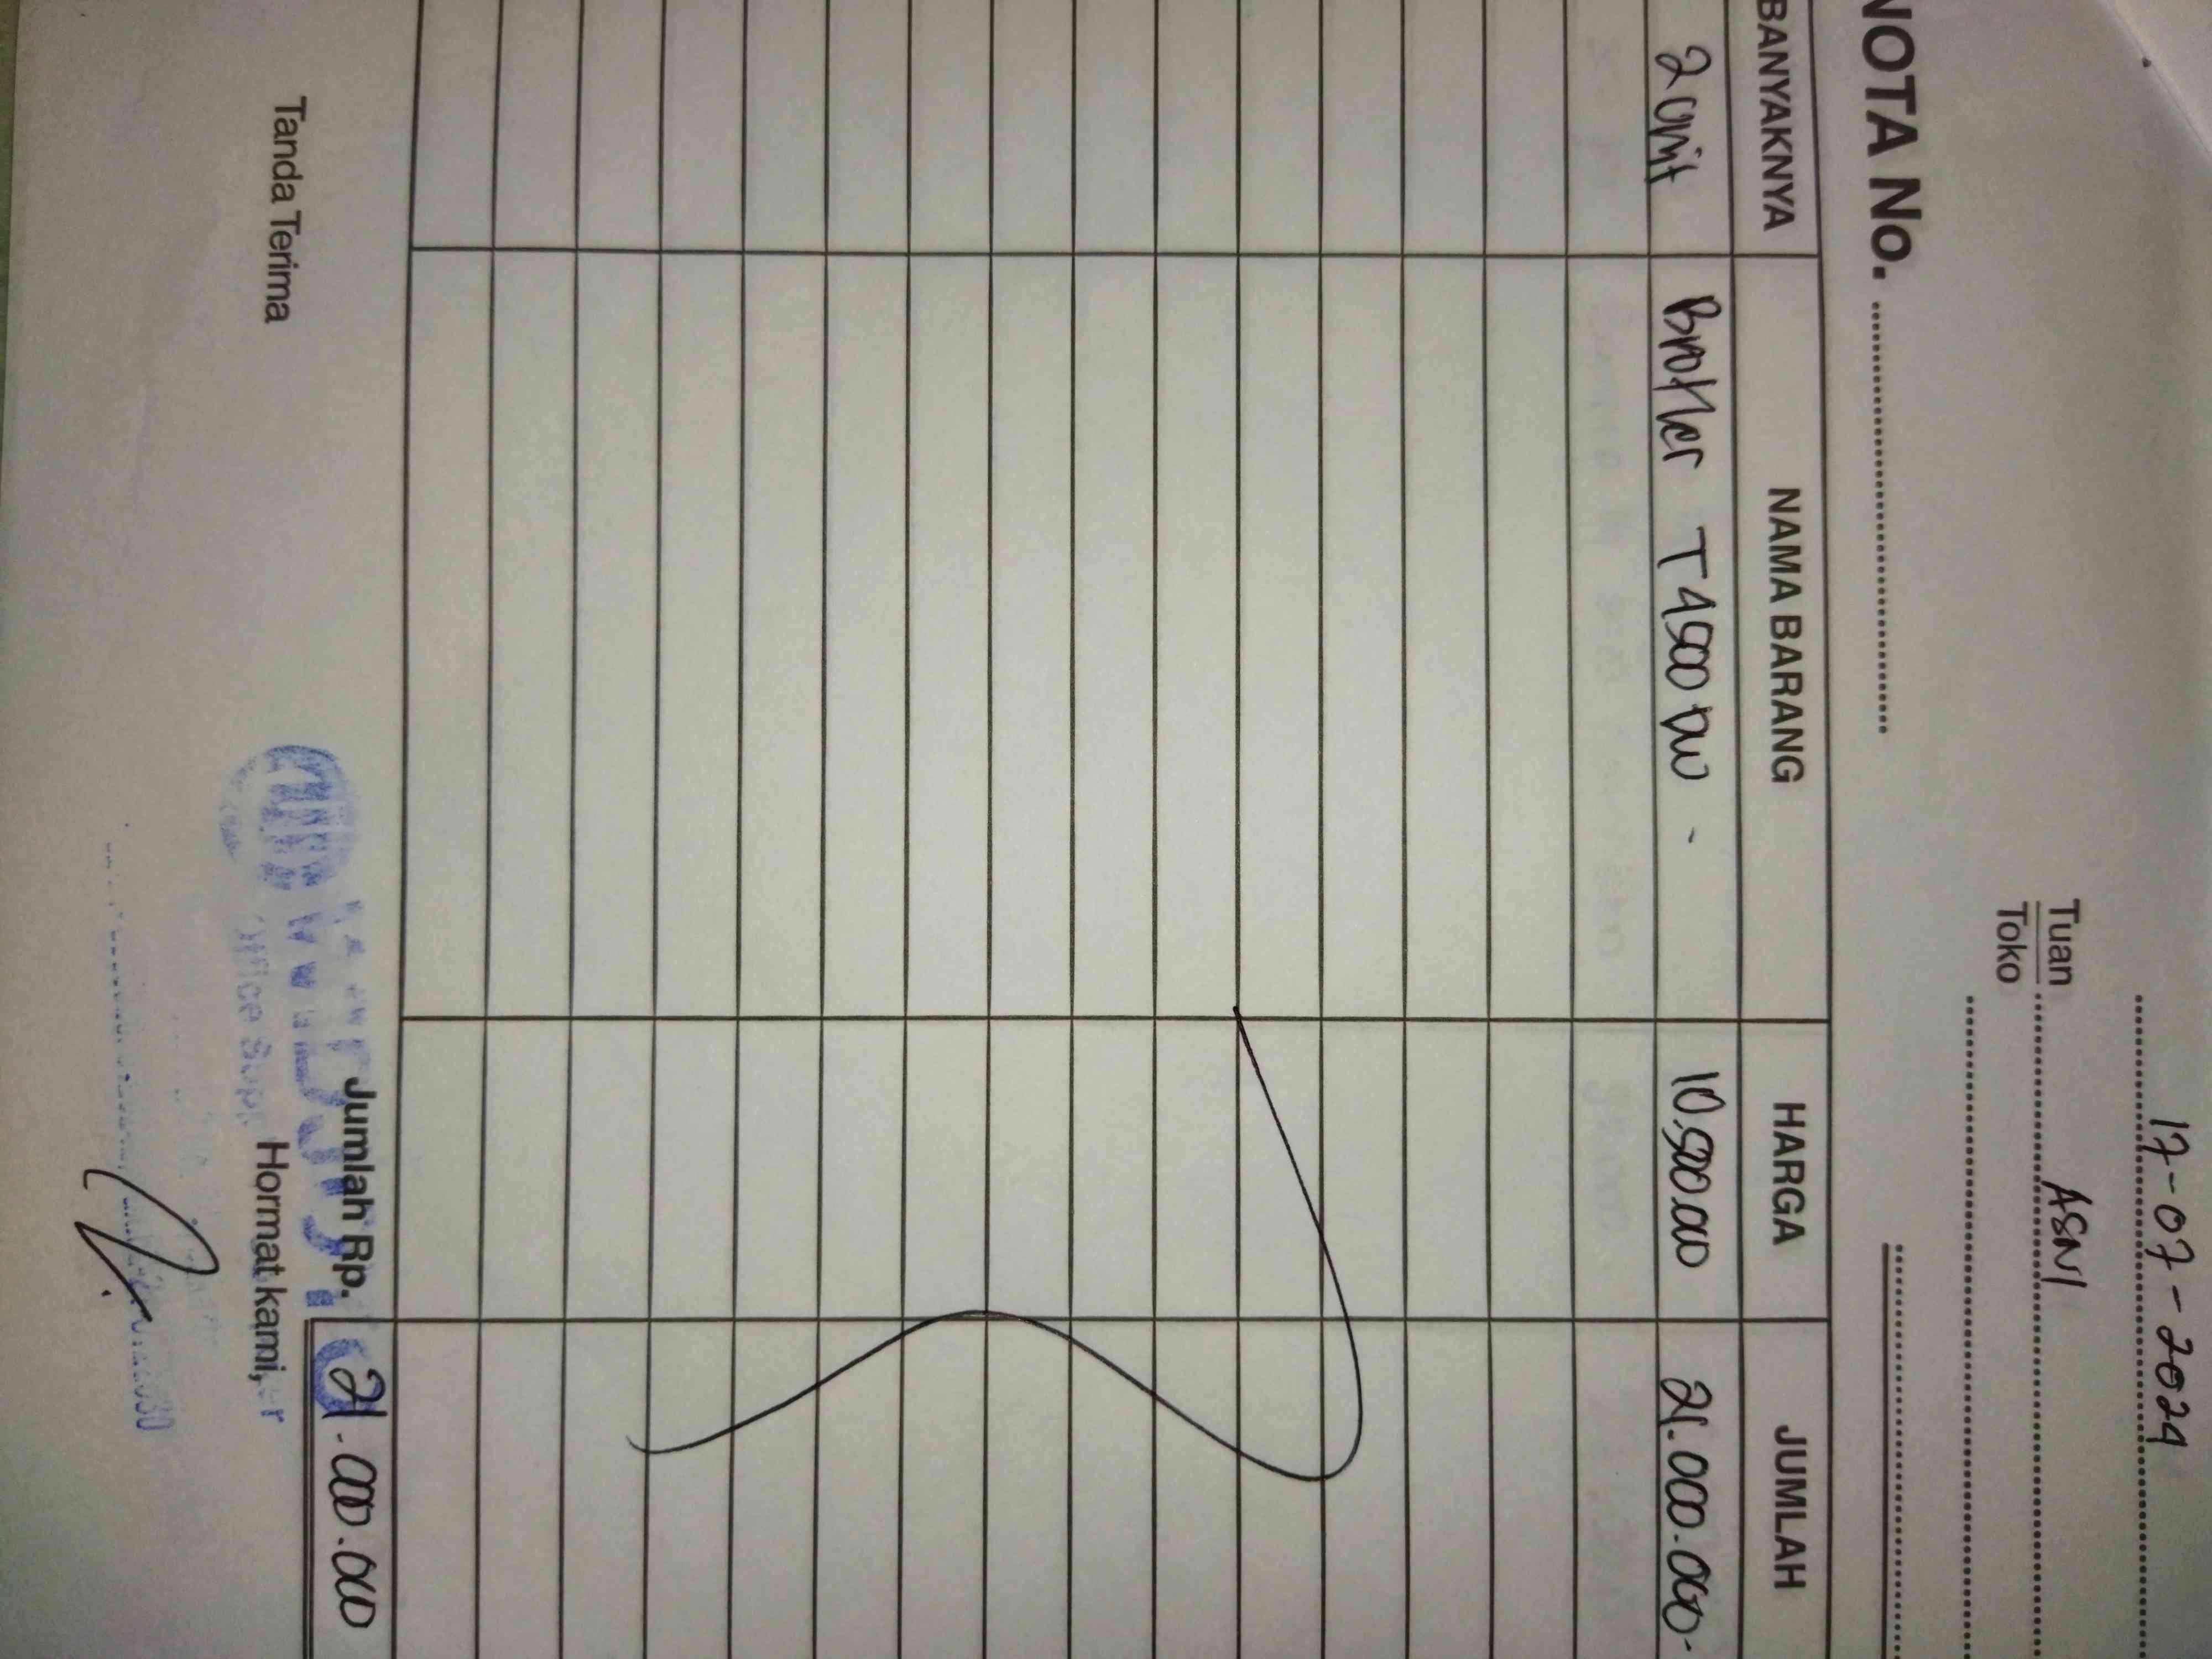 17-07-2024
Tuan ASNI
Toko
NOTA No.
BANYAKNYA NAMA BARANG HARGA JUMLAH
2 unit Brother T4500 DW - 10.500.000 21.000.000-
Jumlah Rp. 21.000.000
Tanda Terima Hormat kami,
Office